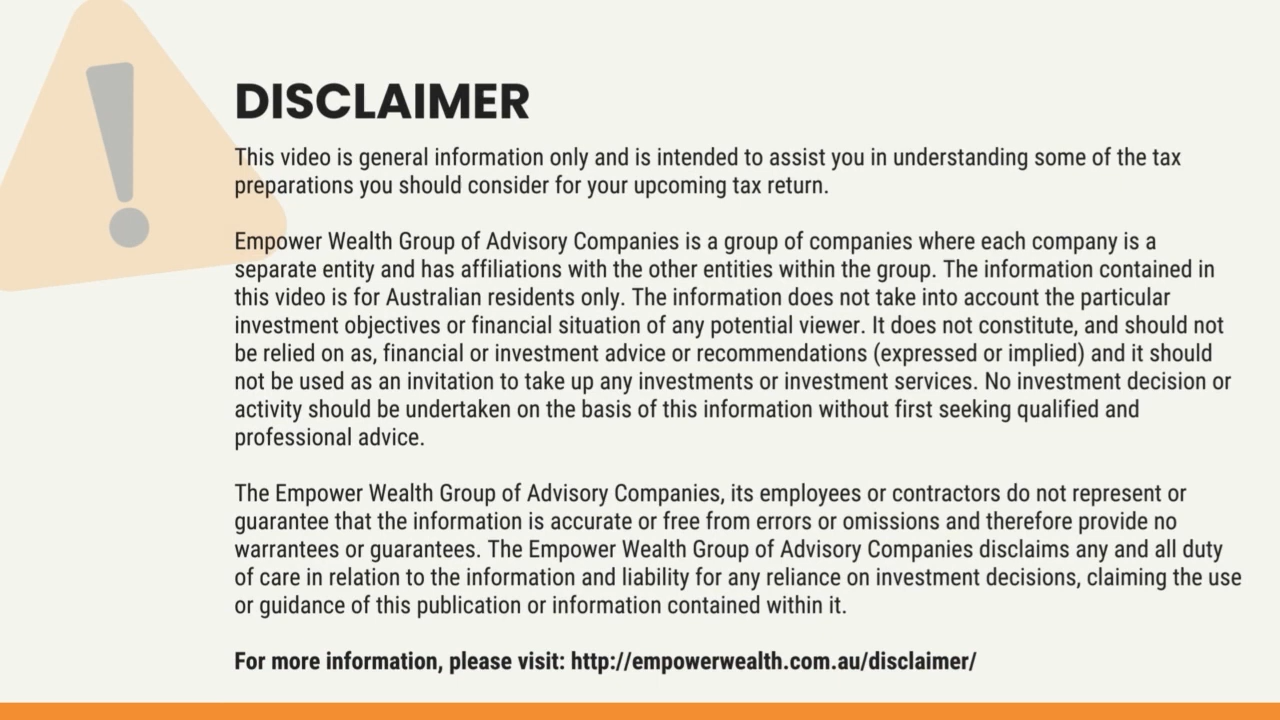 DISCLAIMER
This video is general information only and is intended to assist you in understanding some of the tax
preparations you should consider for your upcoming tax return.
Empower Wealth Group of Advisory Companies is a group of companies where each company is a
separate entity and has affiliations with the other entities within the group. The information contained in
this video is for Australian residents only. The information does not take into account the particular
investment objectives or financial situation of any potential viewer. It does not constitute, and should not
be relied on as, financial or investment advice or recommendations (expressed or implied) and it should
not be used as an invitation to take up any investments or investment services. No investment decision or
activity should be undertaken on the basis of this information without first seeking qualified and
professional advice.
The Empower Wealth Group of Advisory Companies, its employees or contractors do not represent or
guarantee that the information is accurate or free from errors or omissions and therefore provide no
warrantees or guarantees. The Empower Wealth Group of Advisory Companies disclaims any and all duty
of care in relation to the information and liability for any reliance on investment decisions, claiming the use
or guidance of this publication or information contained within it.
For more information, please visit: http://empowerwealth.com.au/disclaimer/